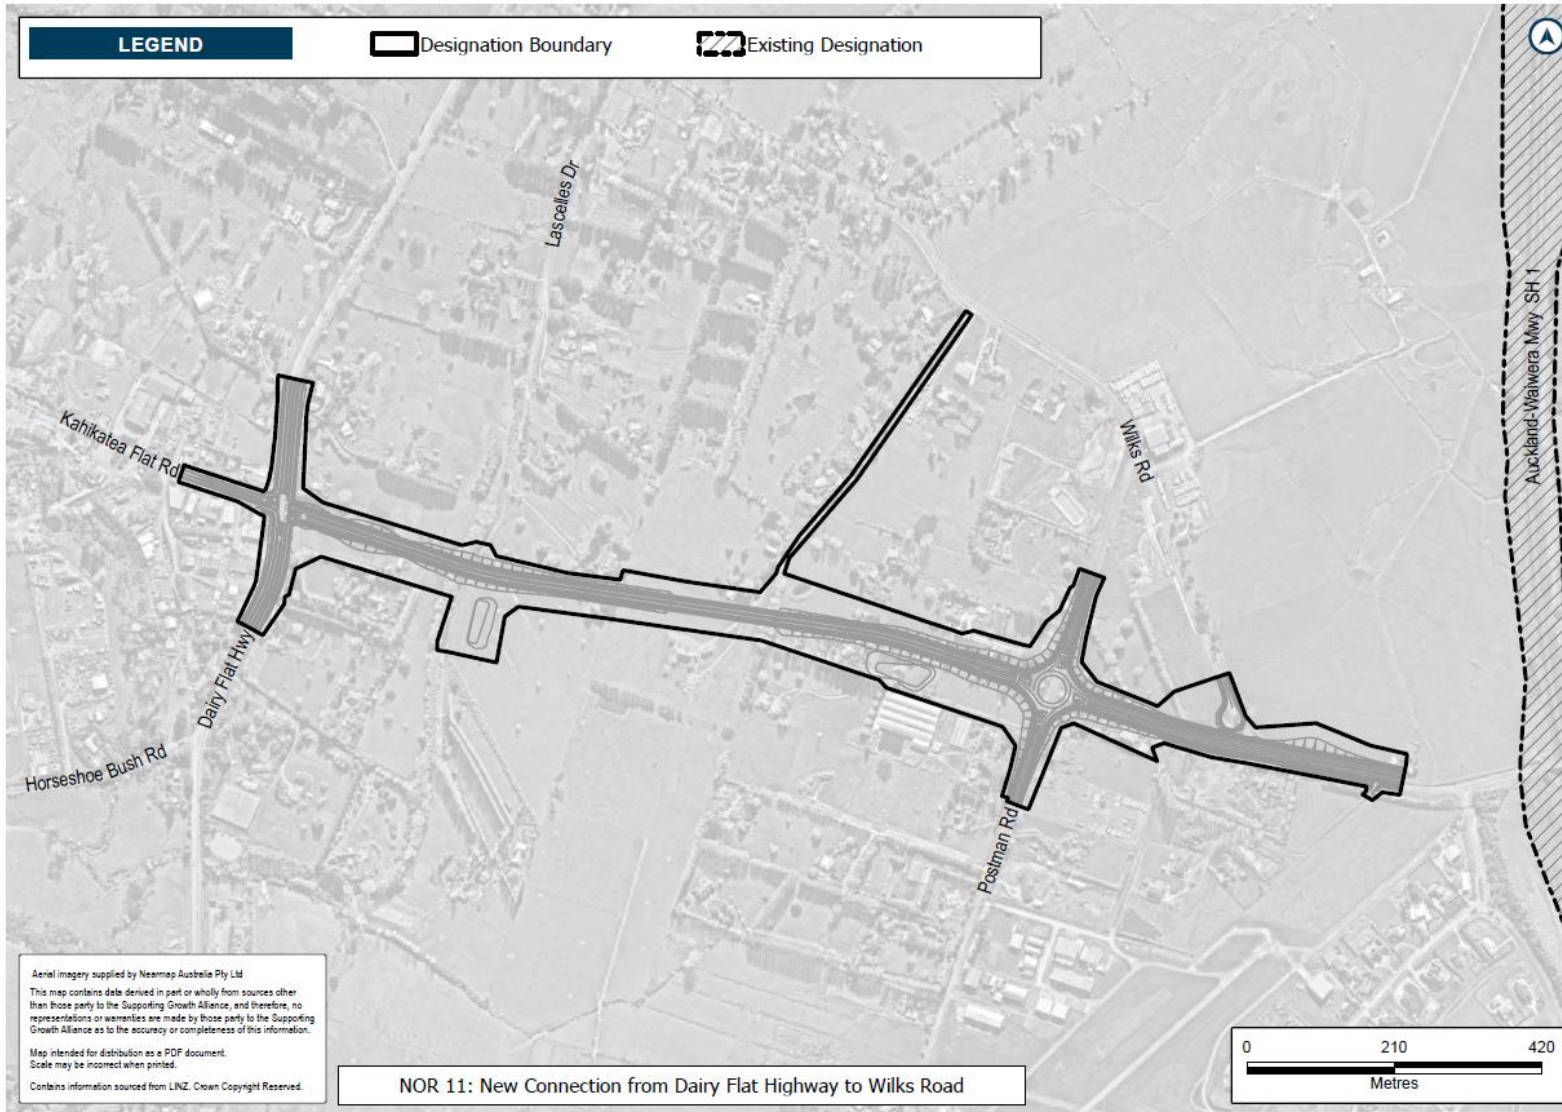 LEGEND
Designation Boundary
Existing Designation
Lascelles Dr
Auckland-Waiwera Mwy SH 1
Kahikatea Flat Rd
Wilks Rd
Dairy Flat Hwy
Horseshoe Bush Rd
Postman Rd
Aerial imagery supplied by Nearmap Australia Pty Ltd
This map contains data derived in part or wholly from sources other
than those party to the Supporting Growth Alliance, and therefore, no
representations or warranties are made by those party to the Supporting
Growth Alliance as to the accuracy or completeness of this information.
Map intended for distribution as a PDF document.
Scale may be incorrect when printed.
Contains information sourced from LINZ. Crown Copyright Reserved.
NOR 11: New Connection from Dairy Flat Highway to Wilks Road
0 210 420
Metres